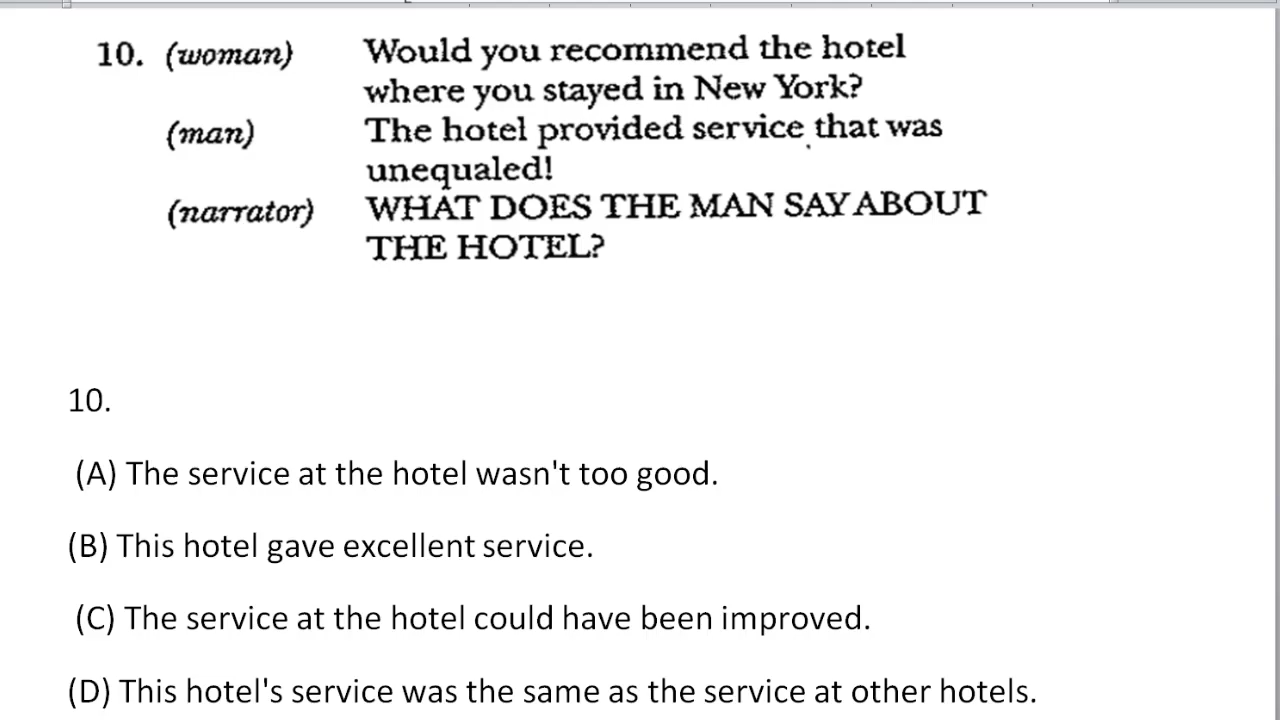 10. (woman) Would you recommend the hotel
where you stayed in New York?
(man) The hotel provided service that was
unequaled!
(narrator) WHAT DOES THE MAN SAY ABOUT
THE HOTEL?
10.
(A) The service at the hotel wasn't too good.
(B) This hotel gave excellent service.
(C) The service at the hotel could have been improved.
(D) This hotel's service was the same as the service at other hotels.